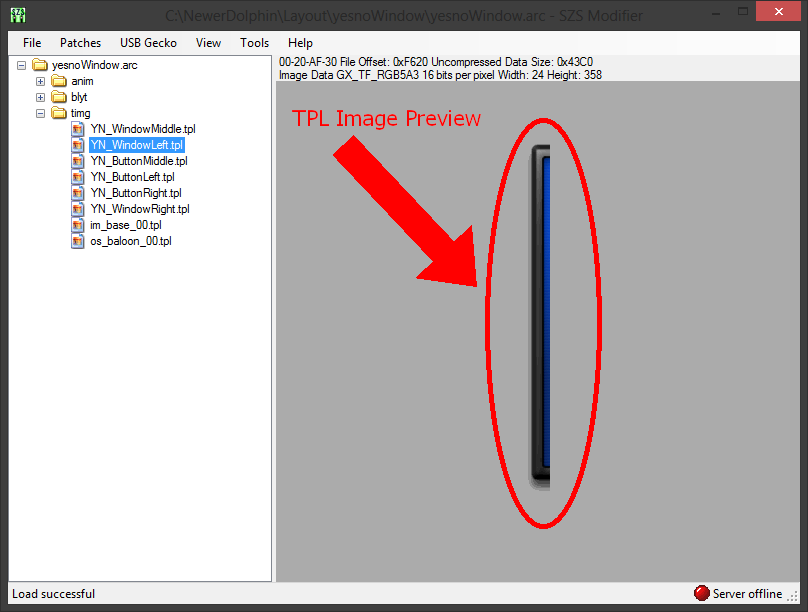 C:\NewerDolphin\Layout\yesnoWindow\yesnoWindow.arc - SZS Modifier
File Patches USB Gecko View Tools Help
yesnoWindow.arc
anim
blyt
timg
YN_WindowMiddle.tpl
YN_WindowLeft.tpl
YN_ButtonMiddle.tpl
YN_ButtonLeft.tpl
YN_ButtonRight.tpl
YN_WindowRight.tpl
im_base_00.tpl
os_baloon_00.tpl
00-20-AF-30 File Offset: 0xF620 Uncompressed Data Size: 0x43C0
Image Data GX_TF_RGB5A3 16 bits per pixel Width: 24 Height: 358
TPL Image Preview
Load successful
Server offline